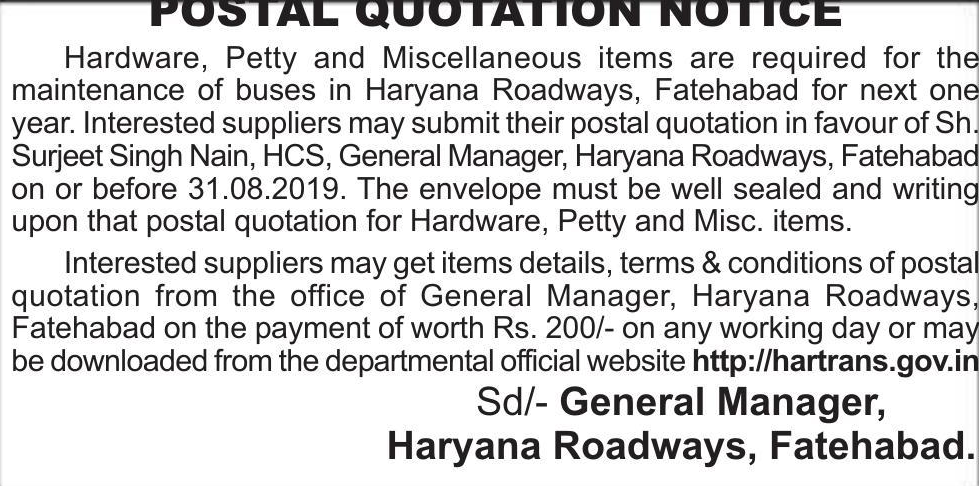 POSTAL QUOTATION NOTICE
Hardware, Petty and Miscellaneous items are required for the
maintenance of buses in Haryana Roadways, Fatehabad for next one
year. Interested suppliers may submit their postal quotation in favour of Sh.
Surjeet Singh Nain, HCS, General Manager, Haryana Roadways, Fatehabad
on or before 31.08.2019. The envelope must be well sealed and writing
upon that postal quotation for Hardware, Petty and Misc. items.
Interested suppliers may get items details, terms & conditions of postal
quotation from the office of General Manager, Haryana Roadways,
Fatehabad on the payment of worth Rs. 200/- on any working day or may
be downloaded from the departmental official website http://hartrans.gov.in
Sd/- General Manager,
Haryana Roadways, Fatehabad.